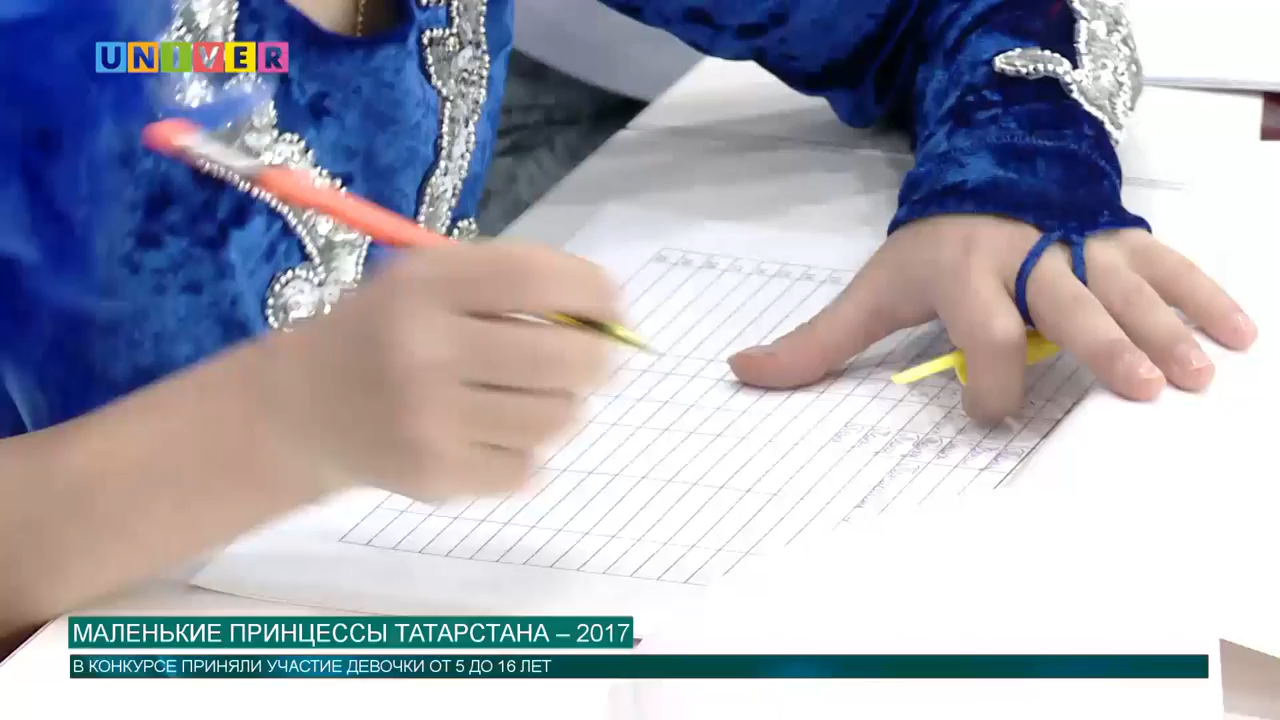 UNIVER
МАЛЕНЬКИЕ ПРИНЦЕССЫ ТАТАРСТАНА – 2017
В КОНКУРСЕ ПРИНЯЛИ УЧАСТИЕ ДЕВОЧКИ ОТ 5 ДО 16 ЛЕТ